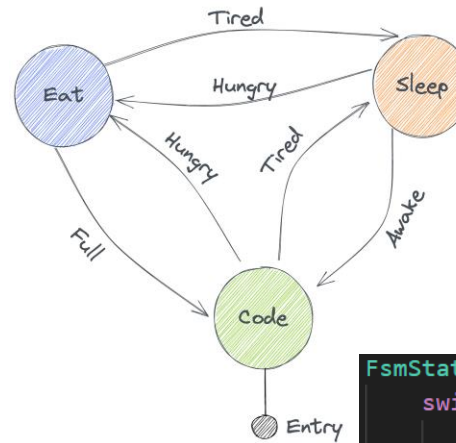 Tired
Eat
Hungry
Sleep
Hungry
Tired
Full
Awake
Code
Entry
FsmStat
swi